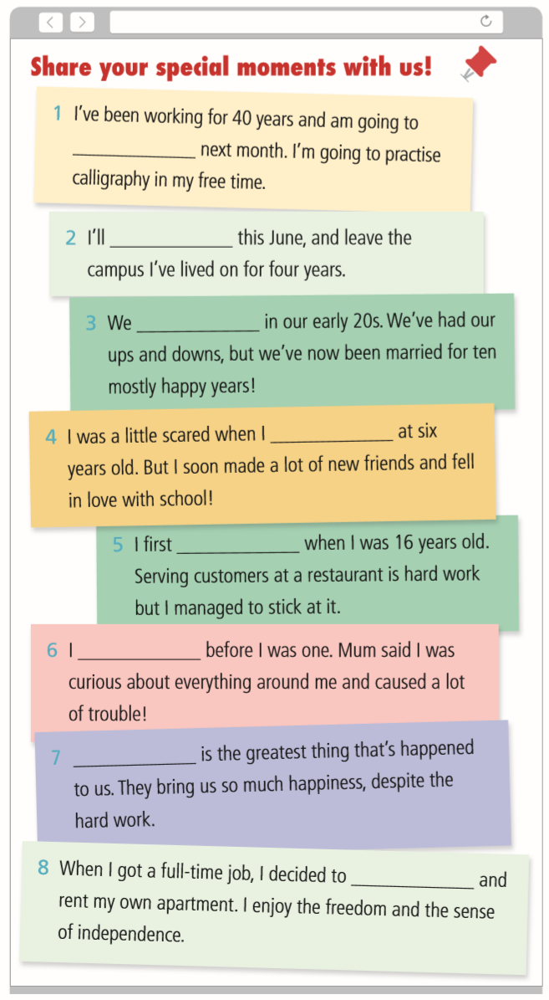 Share your special moments with us!
1 I've been working for 40 years and am going to
______________ next month. I'm going to practise
calligraphy in my free time.
2 I'll ______________ this June, and leave the
campus I've lived on for four years.
3 We ______________ in our early 20s. We've had our
ups and downs, but we've now been married for ten
mostly happy years!
4 I was a little scared when I ______________ at six
years old. But I soon made a lot of new friends and fell
in love with school!
5 I first ______________ when I was 16 years old.
Serving customers at a restaurant is hard work
but I managed to stick at it.
6 I ______________ before I was one. Mum said I was
curious about everything around me and caused a lot
of trouble!
7 ______________ is the greatest thing that's happened
to us. They bring us so much happiness, despite the
hard work.
8 When I got a full-time job, I decided to ______________ and
rent my own apartment. I enjoy the freedom and the sense
of independence.